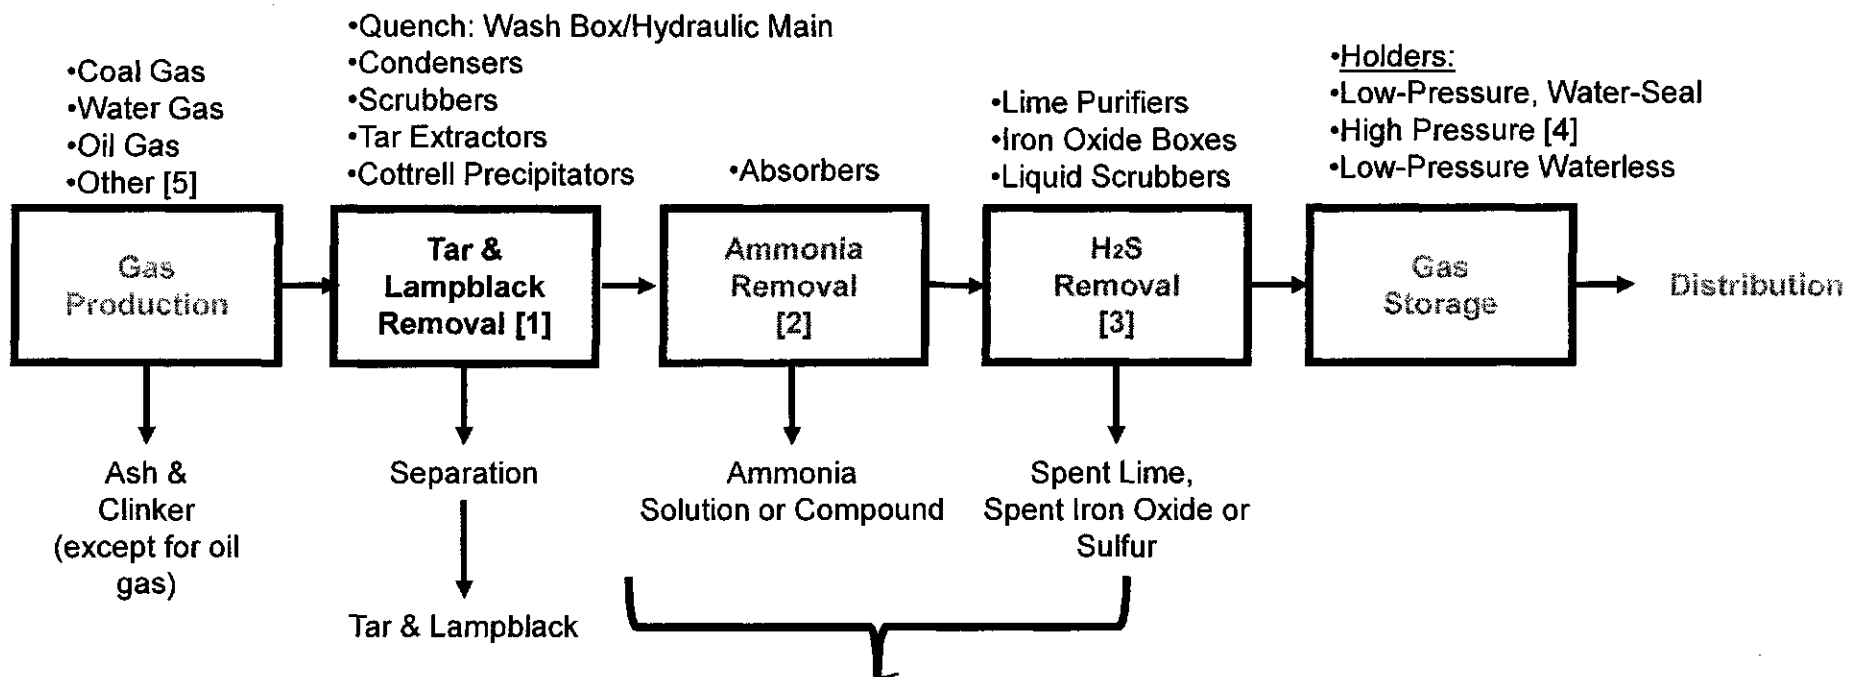 •Coal Gas
•Water Gas
•Oil Gas
•Other [5]
•Quench: Wash Box/Hydraulic Main
•Condensers
•Scrubbers
•Tar Extractors
•Cottrell Precipitators
•Absorbers
•Lime Purifiers
•Iron Oxide Boxes
•Liquid Scrubbers
•Holders:
•Low-Pressure, Water-Seal
•High Pressure [4]
•Low-Pressure Waterless
Gas
Production
Tar &
Lampblack
Removal [1]
Ammonia
Removal
[2]
H2S
Removal
[3]
Gas
Storage
Distribution
Ash &
Clinker
(except for oil
gas)
Separation
Tar & Lampblack
Ammonia
Solution or Compound
Spent Lime,
Spent Iron Oxide or
Sulfur